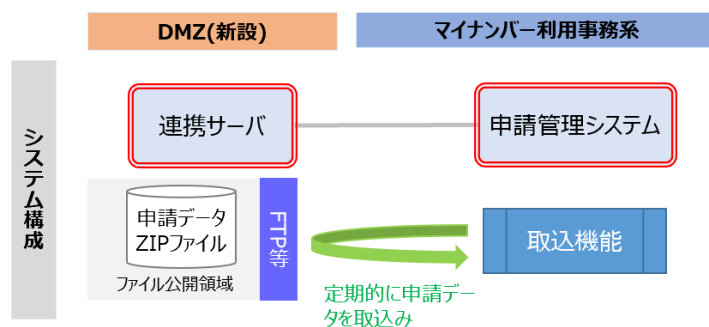 DMZ(新設)
マイナンバー利用事務系
システム構成
連携サーバ
申請管理システム
申請データ
ZIPファイル
FTP等
ファイル公開領域
取込機能
定期的に申請デー
タを取込み